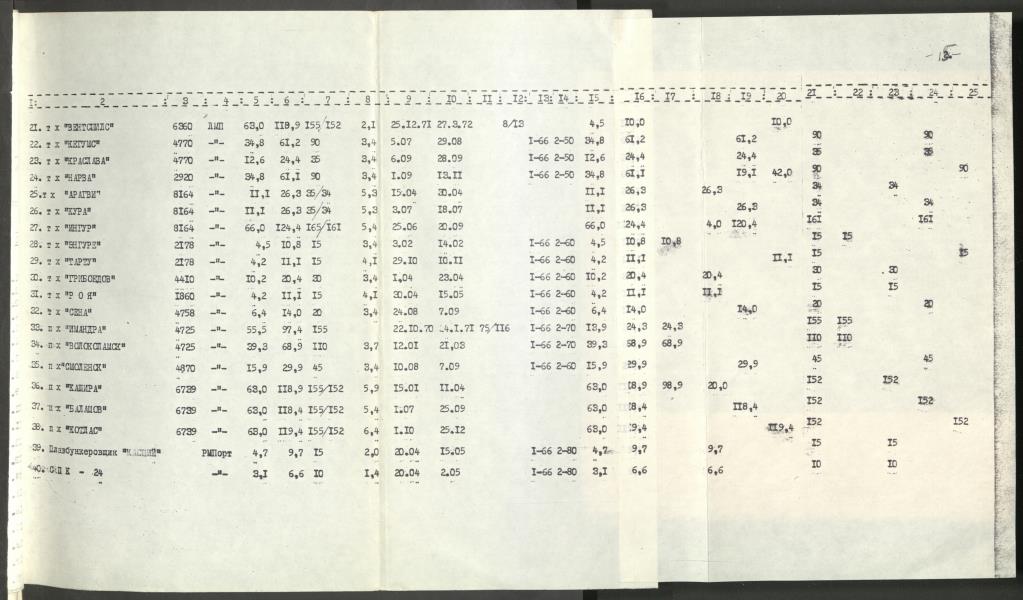 - 15 -
I: 2 : 3 : 4 : 5 : 6 : 7 : 8 : 9 : 10 : 11 : 12: 13: 14 : 15 : 16 : 17 : 18 : 19 : 20 : 21 : 22 : 23 : 24 : 25
21. т х "ВЕНТСПИЛС" 6360 ЛМП 63,0 118,9 155/152 2,1 25.12.71 27.3.72 8/13 4,5 10,0 10,0
22. т х "КЕГУМС" 4770 -"- 34,8 61,2 90 3,4 5.07 29.08 1-66 2-50 34,8 61,2 61,2 90 90
23. т х "КРАСЛАВА" 4770 -"- 12,6 24,4 35 3,4 6.09 28.09 1-66 2-50 12,6 24,4 24,4 35 35
24. т х "НАРВА" 2920 -"- 34,8 61,1 90 3,4 1.09 13.11 1-66 2-50 34,8 61,1 19,1 42,0 90 90
25.т х "АРАГВИ" 8164 -"- 11,1 26,3 35/34 5,3 15.04 30.04 11,1 26,3 26,3 34 34
26. т х "КУРА" 8164 -"- 11,1 26,3 35/34 5,3 3.07 18.07 11,1 26,3 26,3 34 34
27. т х "ИНГУР" 8164 -"- 66,0 124,4 165/161 5,4 25.06 20.09 66,0 24,4 4,0 120,4 161 161
28. т х "ЭНГУРЕ" 2178 -"- 4,5 10,8 15 3,4 3.02 14.02 1-66 2-60 4,5 10,8 10,8 15 15
29. т х "ТАРТУ" 2178 -"- 4,2 11,1 15 4,1 29.10 10.11 1-66 2-60 4,2 11,1 11,1 15 15
30. т х "ГРИБОЕДОВ" 4410 -"- 10,2 20,4 30 3,4 1.04 23.04 1-66 2-60 10,2 20,4 20,4 30 30
31. т х "Р О Я" 1860 -"- 4,2 11,1 15 4,4 30.04 15.05 1-66 2-60 4,2 11,1 11,1 15 15
32. т х "СЕНА" 4758 -"- 6,4 14,0 20 3,4 24.08 7.09 1-66 2-60 6,4 14,0 14,0 20 20
33. п х "ИМАНДРА" 4725 -"- 55,5 97,4 155 22.10.70 14.1.71 75/116 1-66 2-70 13,9 24,3 24,3 155 155
34. п х "ВОЛОКОЛАМСК" 4725 -"- 39,3 68,9 110 3,7 12.01 21,03 1-66 2-70 39,3 68,9 68,9 110 110
35. п х"СМОЛЕНСК" 4870 -"- 15,9 29,9 45 3,4 10.08 7.09 1-66 2-60 15,9 29,9 29,9 45 45
36. п х "КАШИРА" 6739 -"- 63,0 118,9 155/152 5,9 15.01 11.04 63,0 18,9 98,9 20,0 152 152
37. п х "БАЛАШОВ" 6739 -"- 63,0 118,4 155/152 5,4 1.07 25.09 63,0 18,4 118,4 152 152
38. п х "КОТЛАС" 6739 -"- 63,0 119,4 155/152 6,4 1.10 25.12 63,0 19,4 119,4 152 152
39. Плавбункеровщик "КАСПИЙ" РМПорт 4,7 9,7 15 2,0 20.04 15.05 1-66 2-80 4,7 9,7 9,7 15 15
40. СПК - 24 -"- 3,1 6,6 10 1,4 20.04 2.05 1-66 2-80 3,1 6,6 6,6 10 10